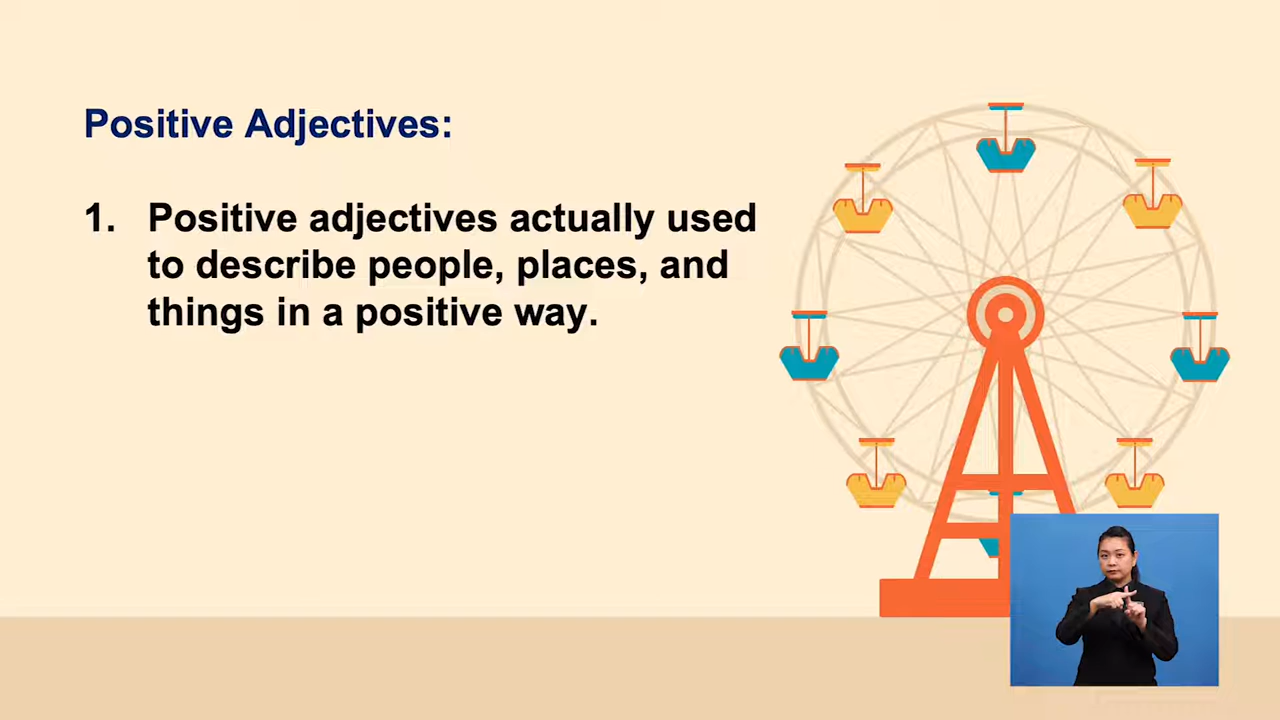 Positive Adjectives:
1. Positive adjectives actually used
to describe people, places, and
things in a positive way.